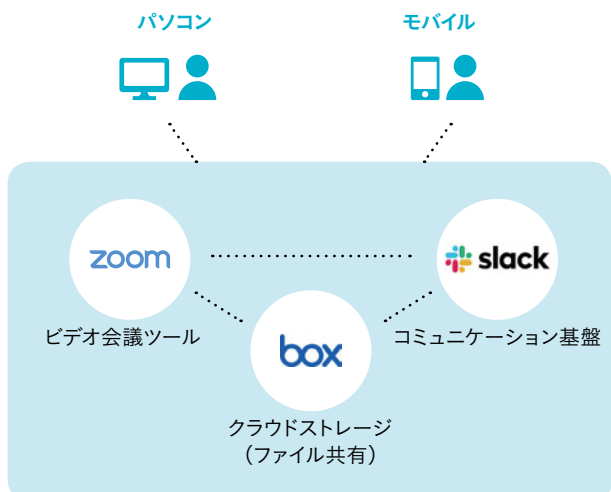 パソコン
モバイル
zoom
slack
ビデオ会議ツール
コミュニケーション基盤
box
クラウドストレージ
（ファイル共有）